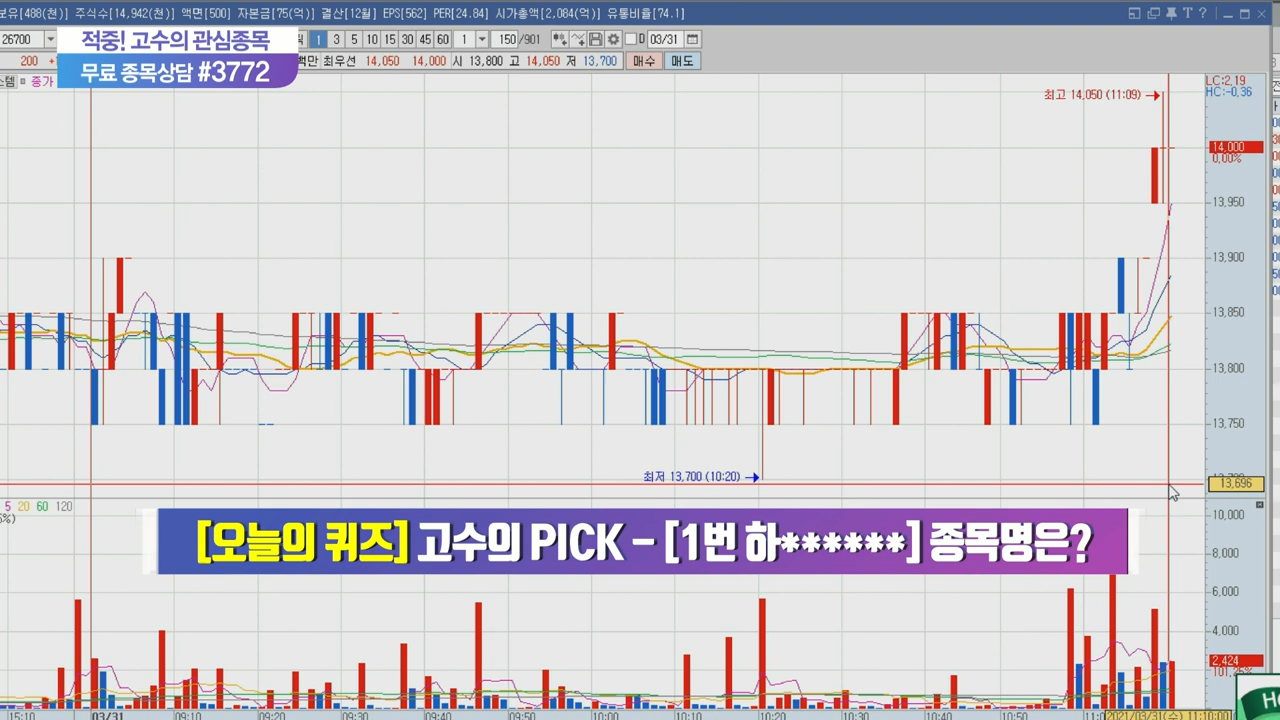 보유[488(천)] 주식수[14,942(천)] 액면[500] 자본금[75(억)] 결산[12월] EPS[562] PER[24.84] 시가총액[2,084(억)] 유통비율[74.1]
26700 1 3 5 10 15 30 45 60 1 150/901 D 03/31
적중! 고수의 관심종목
200 백만 최우선 14,050 14,000 시 13,800 고 14,050 저 13,700 매수 매도
무료 종목상담 #3772
스템 종가
LC:2,19
HC:-0,36
최고 14,050 (11:09)
14,000
0,00%
13,950
13,900
13,850
13,800
13,750
최저 13,700 (10:20)
13,696
5 20 60 120
10,000
[오늘의 퀴즈] 고수의 PICK - [1번 하******] 종목명은?
8,000
6,000
4,000
2,424
15:10 03/31 09:10 09:20 09:30 09:40 09:50 10:00 10:10 10:20 10:30 10:40 10:50